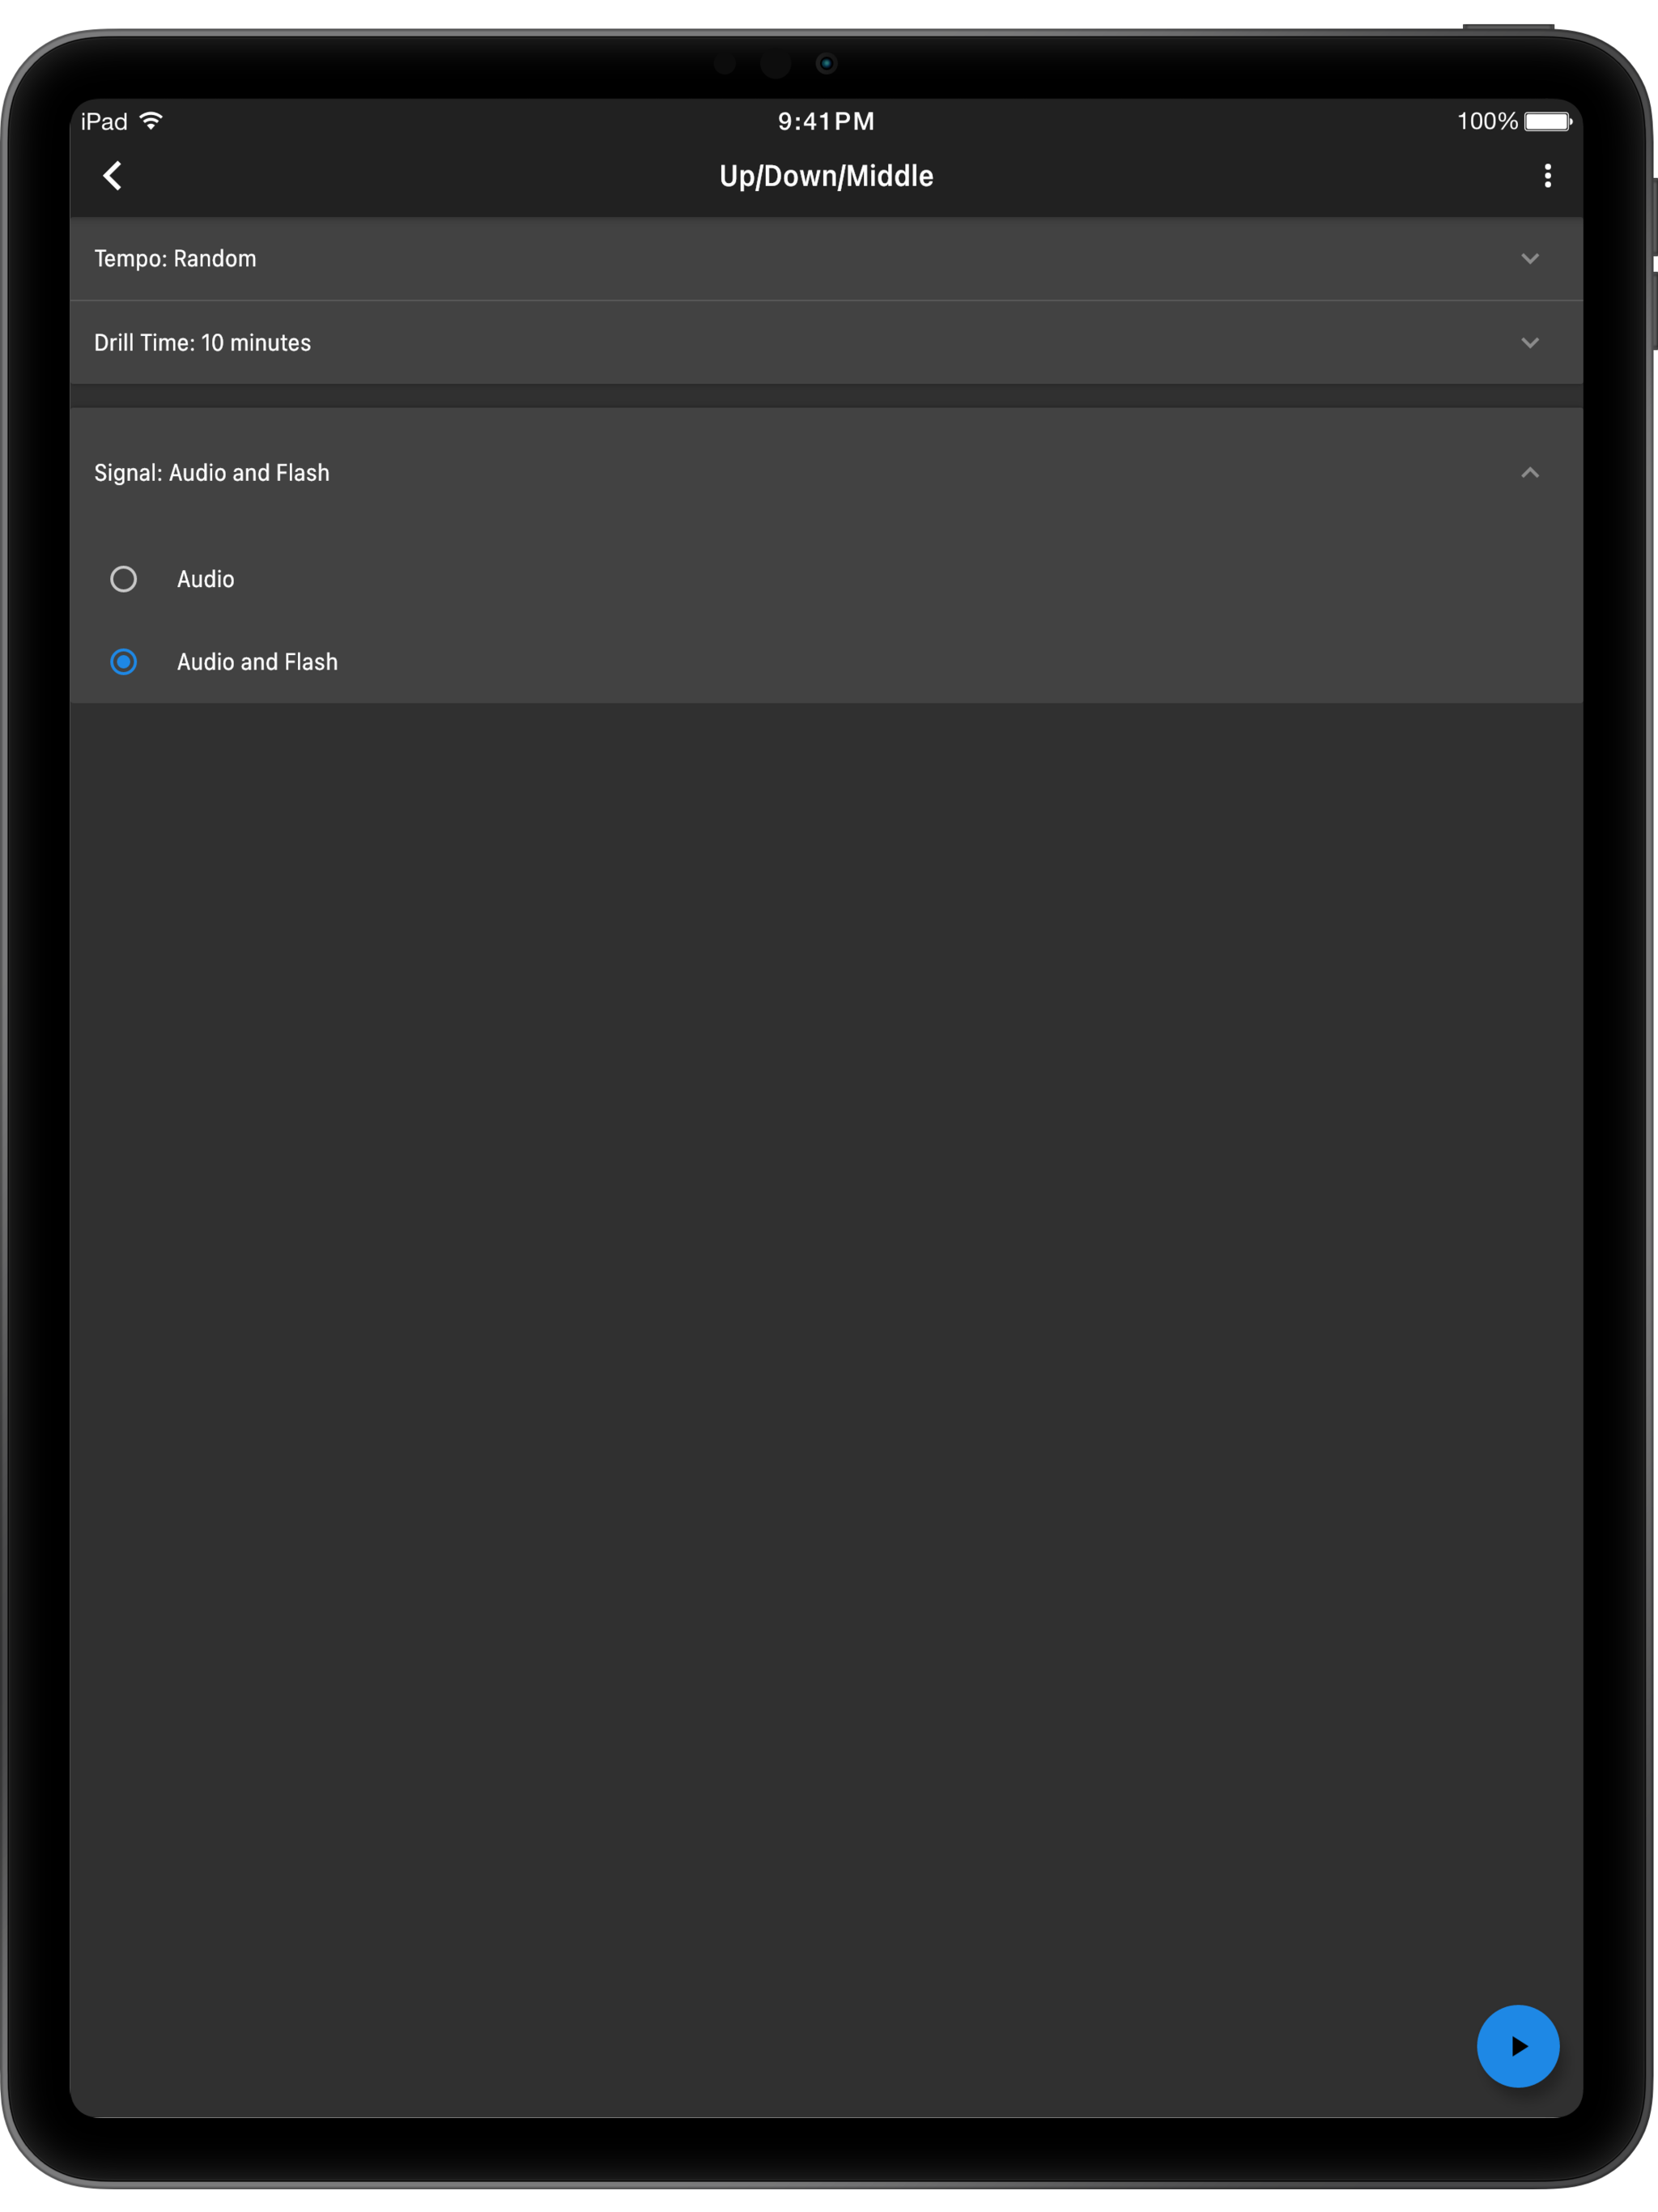 iPad 9:41 PM 100%
Up/Down/Middle
Tempo: Random
Drill Time: 10 minutes
Signal: Audio and Flash
Audio
Audio and Flash